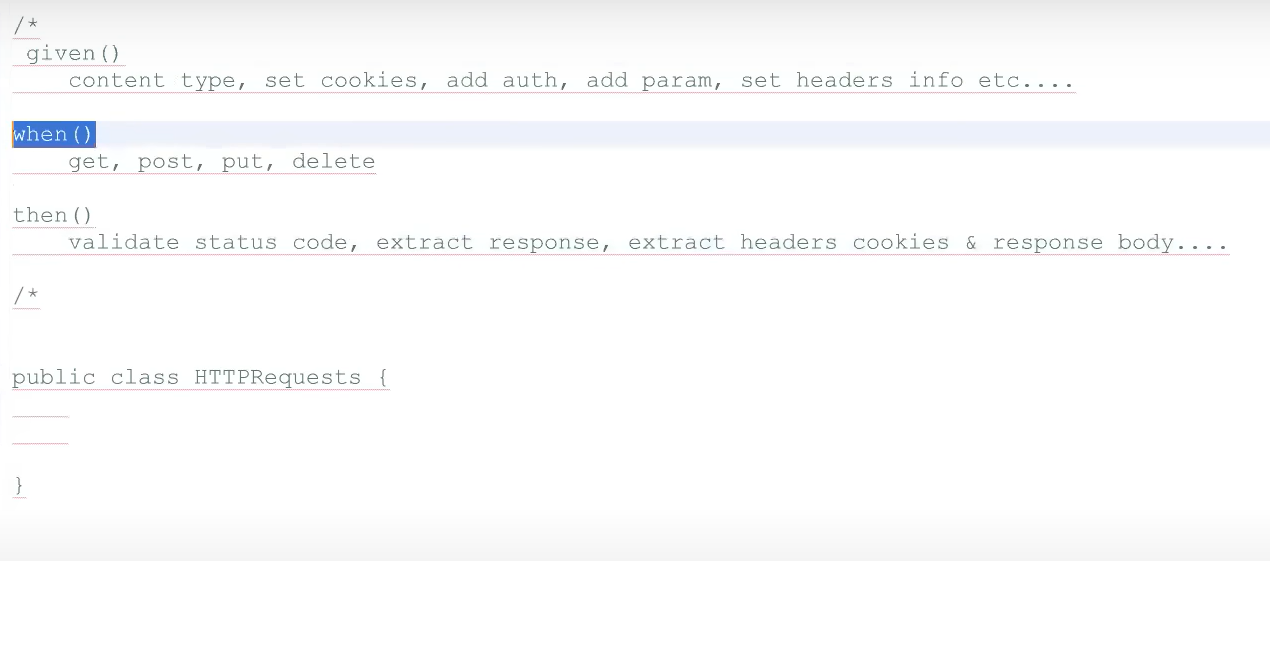 /*
given()
content type, set cookies, add auth, add param, set headers info etc....
when()
get, post, put, delete
then()
validate status code, extract response, extract headers cookies & response body....
/*
public class HTTPRequests {
}